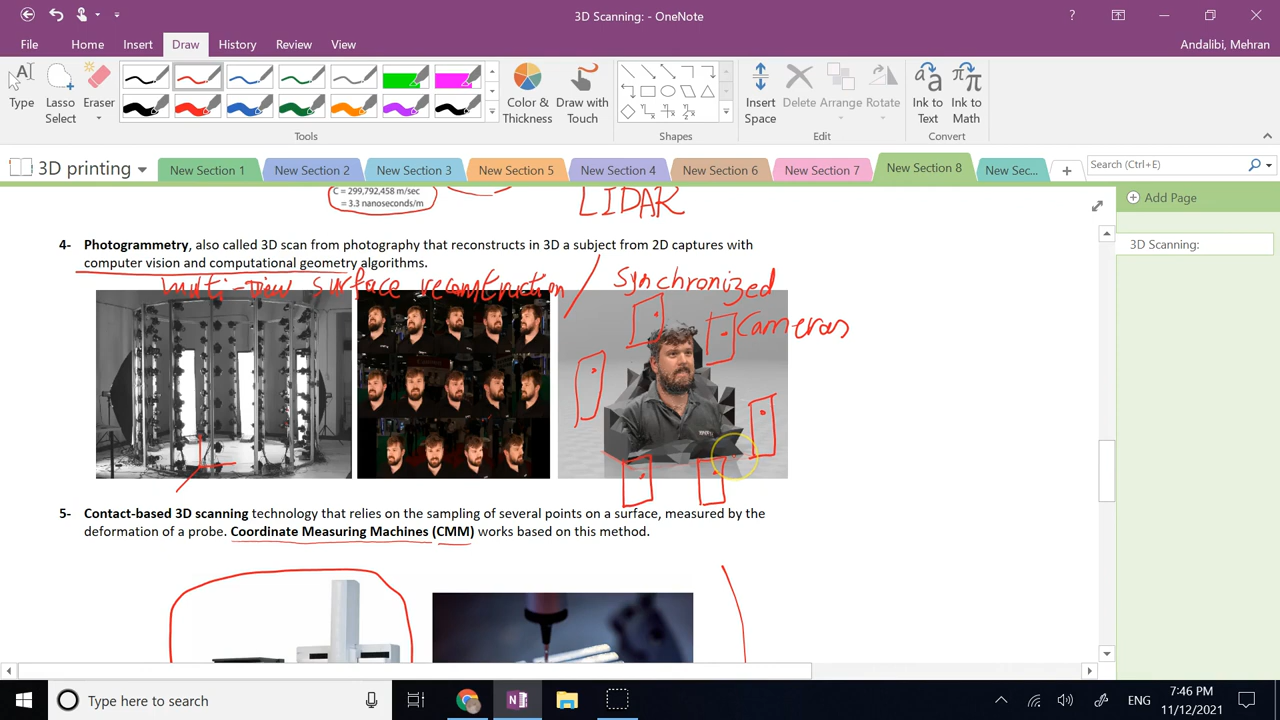 3D Scanning: - OneNote
File Home Insert Draw History Review View
Andalibi, Mehran
Type
Lasso Select
Eraser
Color & Thickness
Draw with Touch
Insert Space
Delete Arrange Rotate
Ink to Text
Ink to Math
Tools Shapes Edit Convert
3D printing New Section 1 New Section 2 New Section 3 New Section 5 New Section 4 New Section 6 New Section 7 New Section 8 New Sec... Search (Ctrl+E)
Add Page
3D Scanning:
C = 299,792,458 m/sec
= 3.3 nanoseconds/m
LIDAR
4- Photogrammetry, also called 3D scan from photography that reconstructs in 3D a subject from 2D captures with
computer vision and computational geometry algorithms.
multi-view surface reconstruction / synchronized
cameras
5- Contact-based 3D scanning technology that relies on the sampling of several points on a surface, measured by the
deformation of a probe. Coordinate Measuring Machines (CMM) works based on this method.
Type here to search
ENG
7:46 PM
11/12/2021